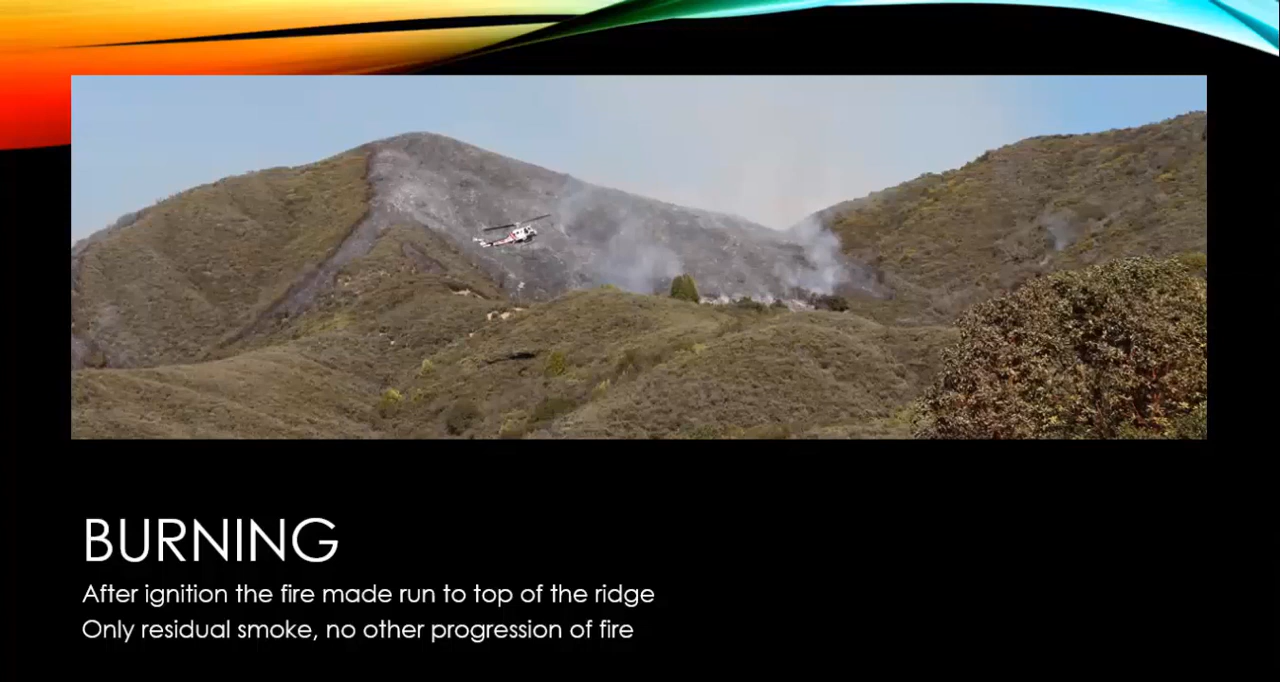 BURNING
After ignition the fire made run to top of the ridge
Only residual smoke, no other progression of fire